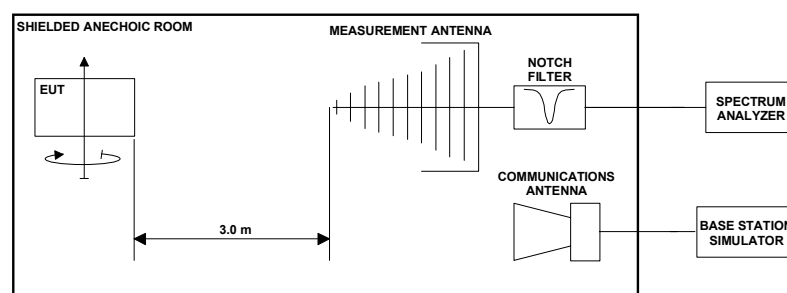 SHIELDED ANECHOIC ROOM
MEASUREMENT ANTENNA
EUT
NOTCH
FILTER
SPECTRUM
ANALYZER
COMMUNICATIONS
ANTENNA
3.0 m
BASE STATION
SIMULATOR